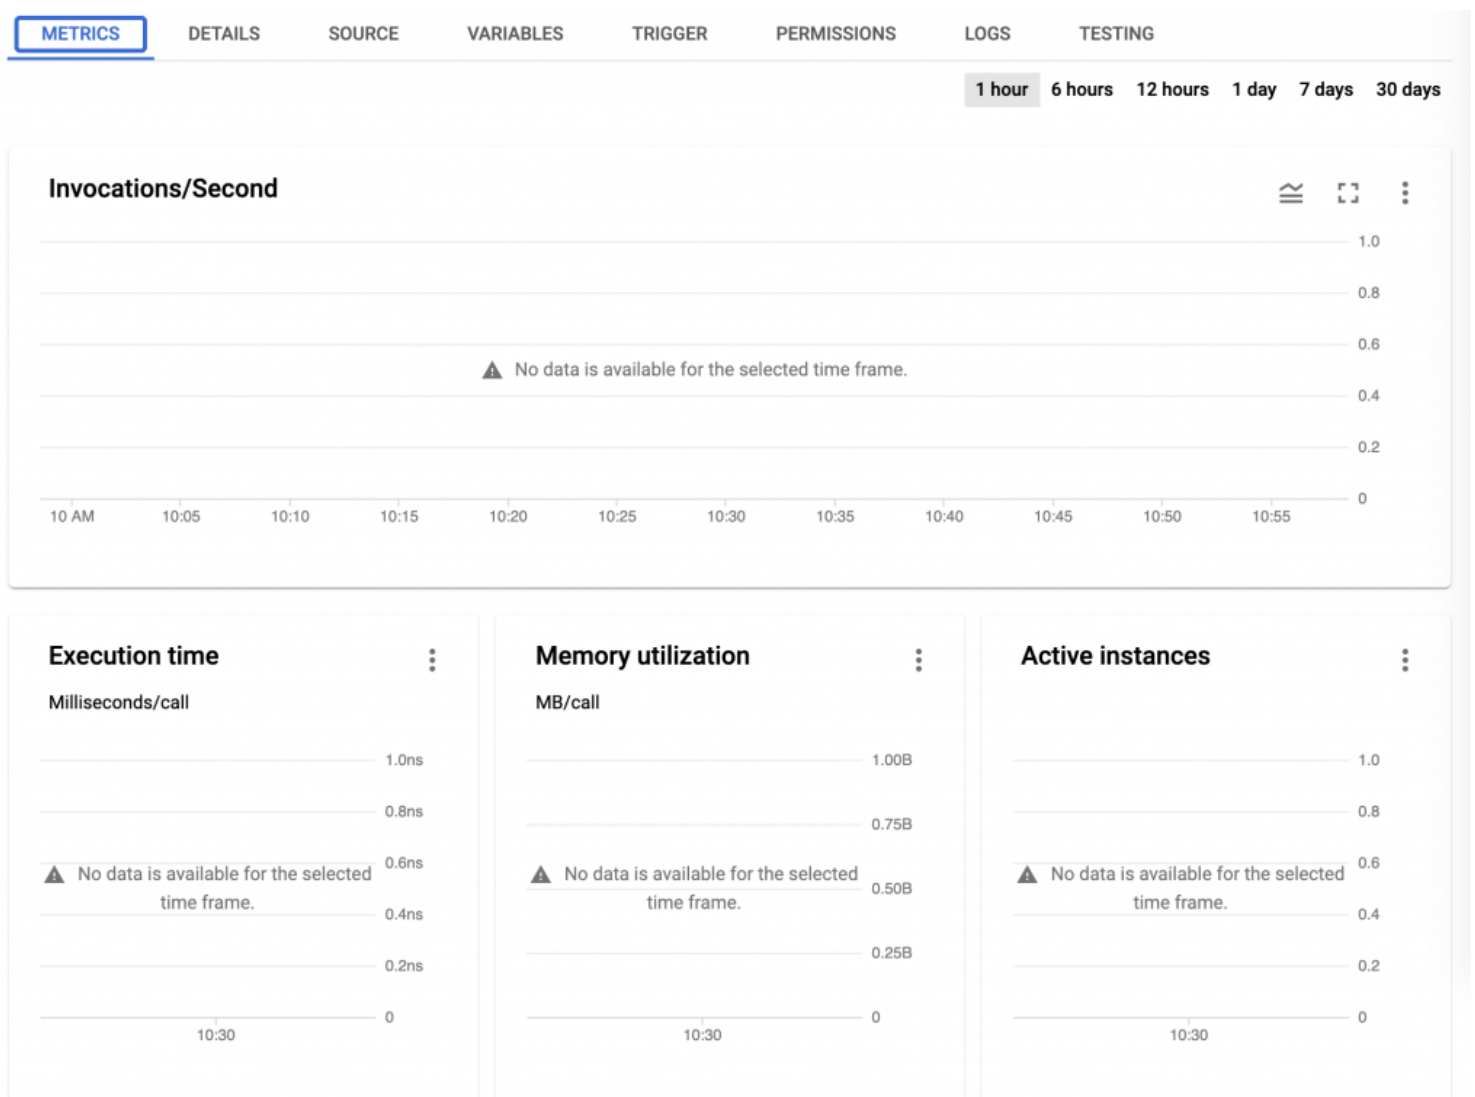 METRICS DETAILS SOURCE VARIABLES TRIGGER PERMISSIONS LOGS TESTING
1 hour 6 hours 12 hours 1 day 7 days 30 days
Invocations/Second
1.0
0.8
0.6
No data is available for the selected time frame.
0.4
0.2
0
10 AM 10:05 10:10 10:15 10:20 10:25 10:30 10:35 10:40 10:45 10:50 10:55
Execution time
Milliseconds/call
1.0ns
0.8ns
0.6ns
No data is available for the selected
time frame.
0.4ns
0.2ns
0
10:30
Memory utilization
MB/call
1.00B
0.75B
No data is available for the selected
0.50B
time frame.
0.25B
0
10:30
Active instances
1.0
0.8
0.6
No data is available for the selected
time frame.
0.4
0.2
0
10:30